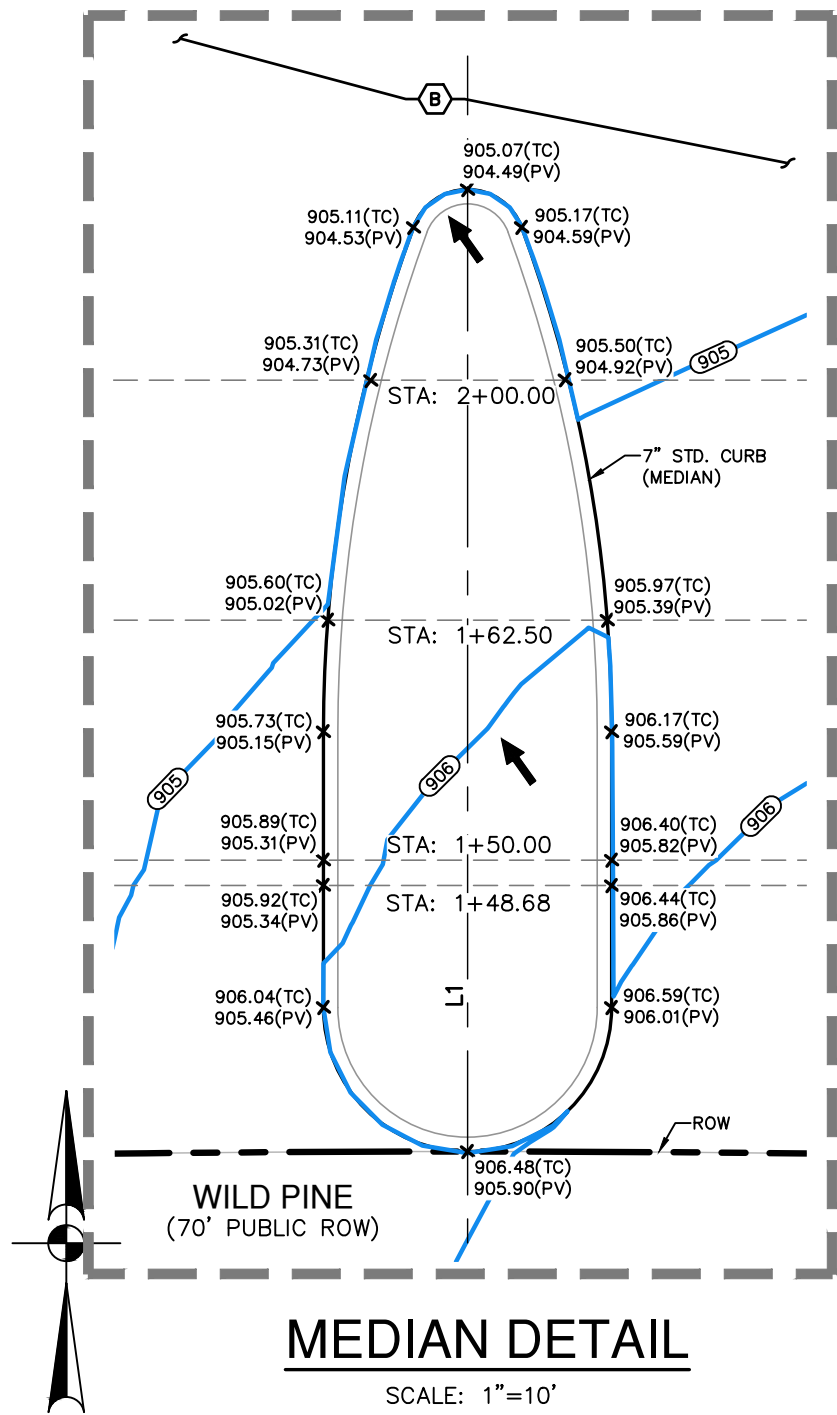 B
905.07(TC)
904.49(PV)
905.11(TC)
904.53(PV)
905.17(TC)
904.59(PV)
905.31(TC)
904.73(PV)
905.50(TC)
904.92(PV)
905
STA: 2+00.00
7" STD. CURB
(MEDIAN)
905.60(TC)
905.02(PV)
905.97(TC)
905.39(PV)
STA: 1+62.50
905.73(TC)
905.15(PV)
906.17(TC)
905.59(PV)
905
906
906
905.89(TC)
905.31(PV)
STA: 1+50.00
906.40(TC)
905.82(PV)
905.92(TC)
905.34(PV)
STA: 1+48.68
906.44(TC)
905.86(PV)
L1
906.04(TC)
905.46(PV)
906.59(TC)
906.01(PV)
ROW
906.48(TC)
905.90(PV)
WILD PINE
(70' PUBLIC ROW)
MEDIAN DETAIL
SCALE: 1"=10'